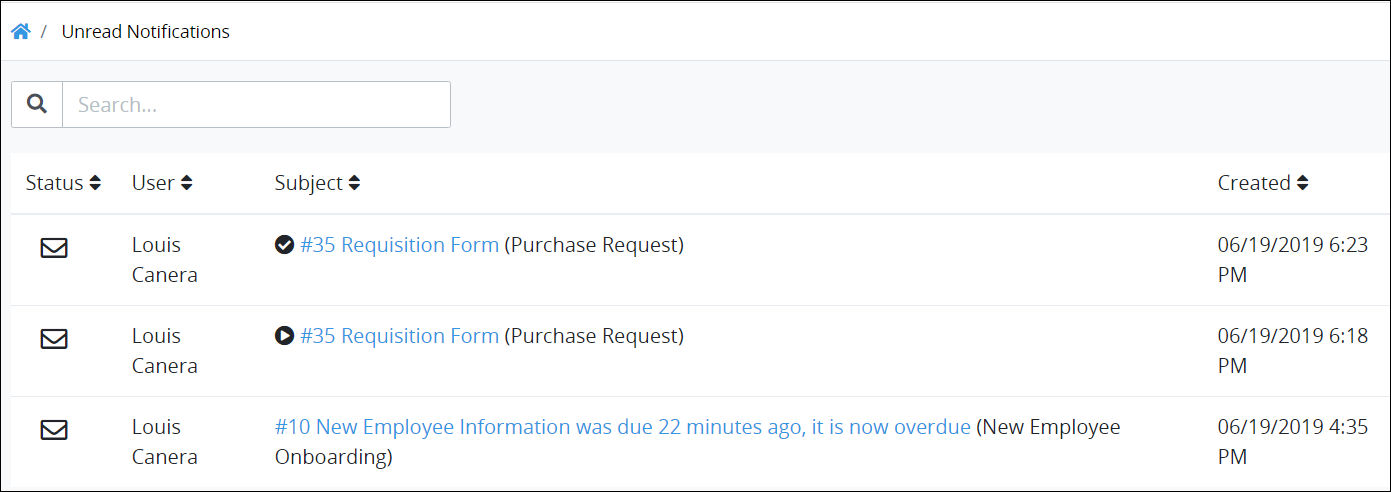 / Unread Notifications
Search...
Status User Subject Created
Louis Canera #35 Requisition Form (Purchase Request) 06/19/2019 6:23 PM
Louis Canera #35 Requisition Form (Purchase Request) 06/19/2019 6:18 PM
Louis Canera #10 New Employee Information was due 22 minutes ago, it is now overdue (New Employee Onboarding) 06/19/2019 4:35 PM